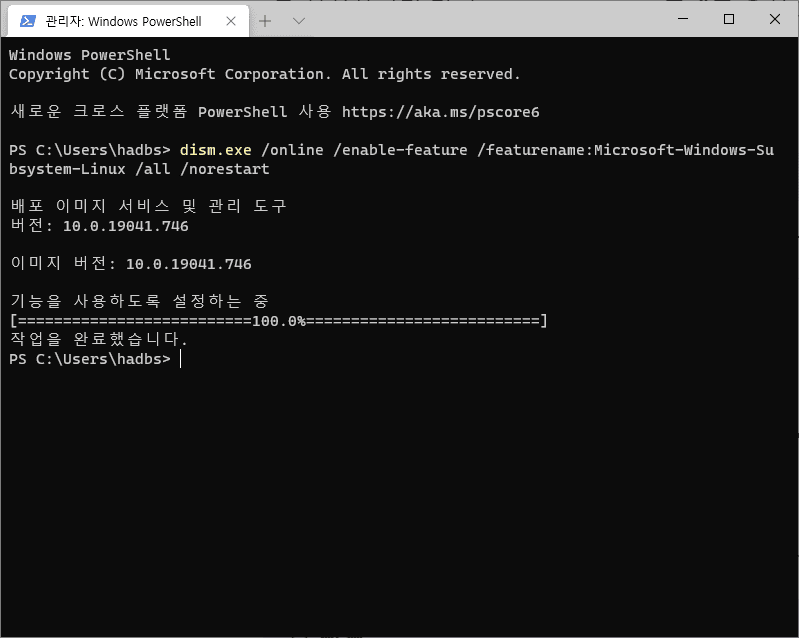 관리자: Windows PowerShell
Windows PowerShell
Copyright (C) Microsoft Corporation. All rights reserved.
새로운 크로스 플랫폼 PowerShell 사용 https://aka.ms/pscore6
PS C:\Users\hadbs> dism.exe /online /enable-feature /featurename:Microsoft-Windows-Su
bsystem-Linux /all /norestart
배포 이미지 서비스 및 관리 도구
버전: 10.0.19041.746
이미지 버전: 10.0.19041.746
기능을 사용하도록 설정하는 중
[==========================100.0%==========================]
작업을 완료했습니다.
PS C:\Users\hadbs>